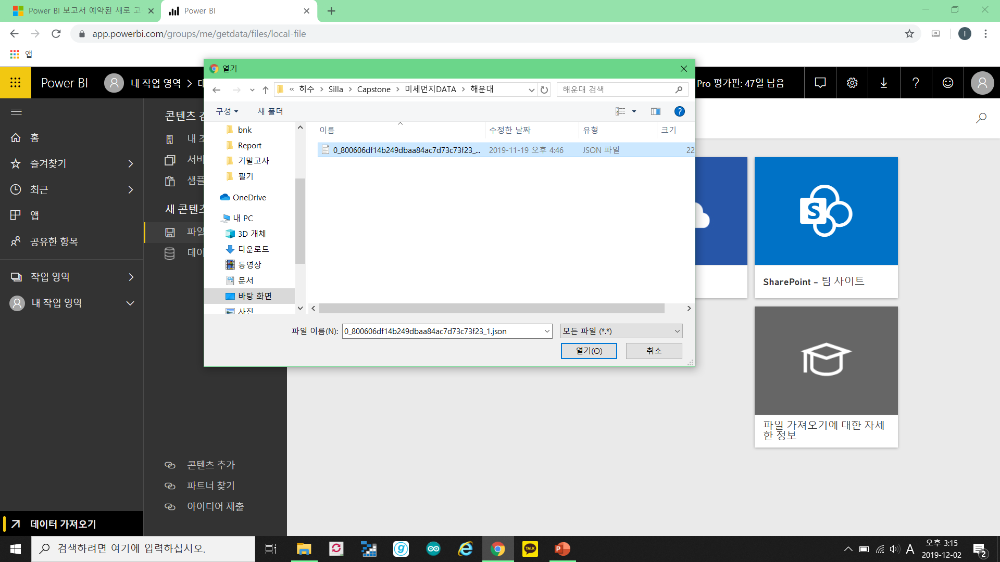 Power BI 보고서 예약된 새로 고
Power BI
app.powerbi.com/groups/me/getdata/files/local-file
앱
Power BI
내 작업 영역
Pro 평가판: 47일 남음
열기
« 히수 > Silla > Capstone > 미세먼지DATA > 해운대
해운대 검색
구성
새 폴더
bnk
Report
기말고사
필기
OneDrive
내 PC
3D 개체
다운로드
동영상
문서
바탕 화면
사진
이름
수정한 날짜
유형
크기
0_800606df14b249dbaa84ac7d73c73f23_...
2019-11-19 오후 4:46
JSON 파일
22
파일 이름(N):
0_800606df14b249dbaa84ac7d73c73f23_1.json
모든 파일 (*.*)
열기(O)
취소
홈
즐겨찾기
최근
앱
공유한 항목
작업 영역
내 작업 영역
데이터 가져오기
콘텐츠
내
서비
샘플
새 콘텐츠
파일
데이
콘텐츠 추가
파트너 찾기
아이디어 제출
SharePoint – 팀 사이트
파일 가져오기에 대한 자세
한 정보
검색하려면 여기에 입력하십시오.
A
오후 3:15
2019-12-02
2